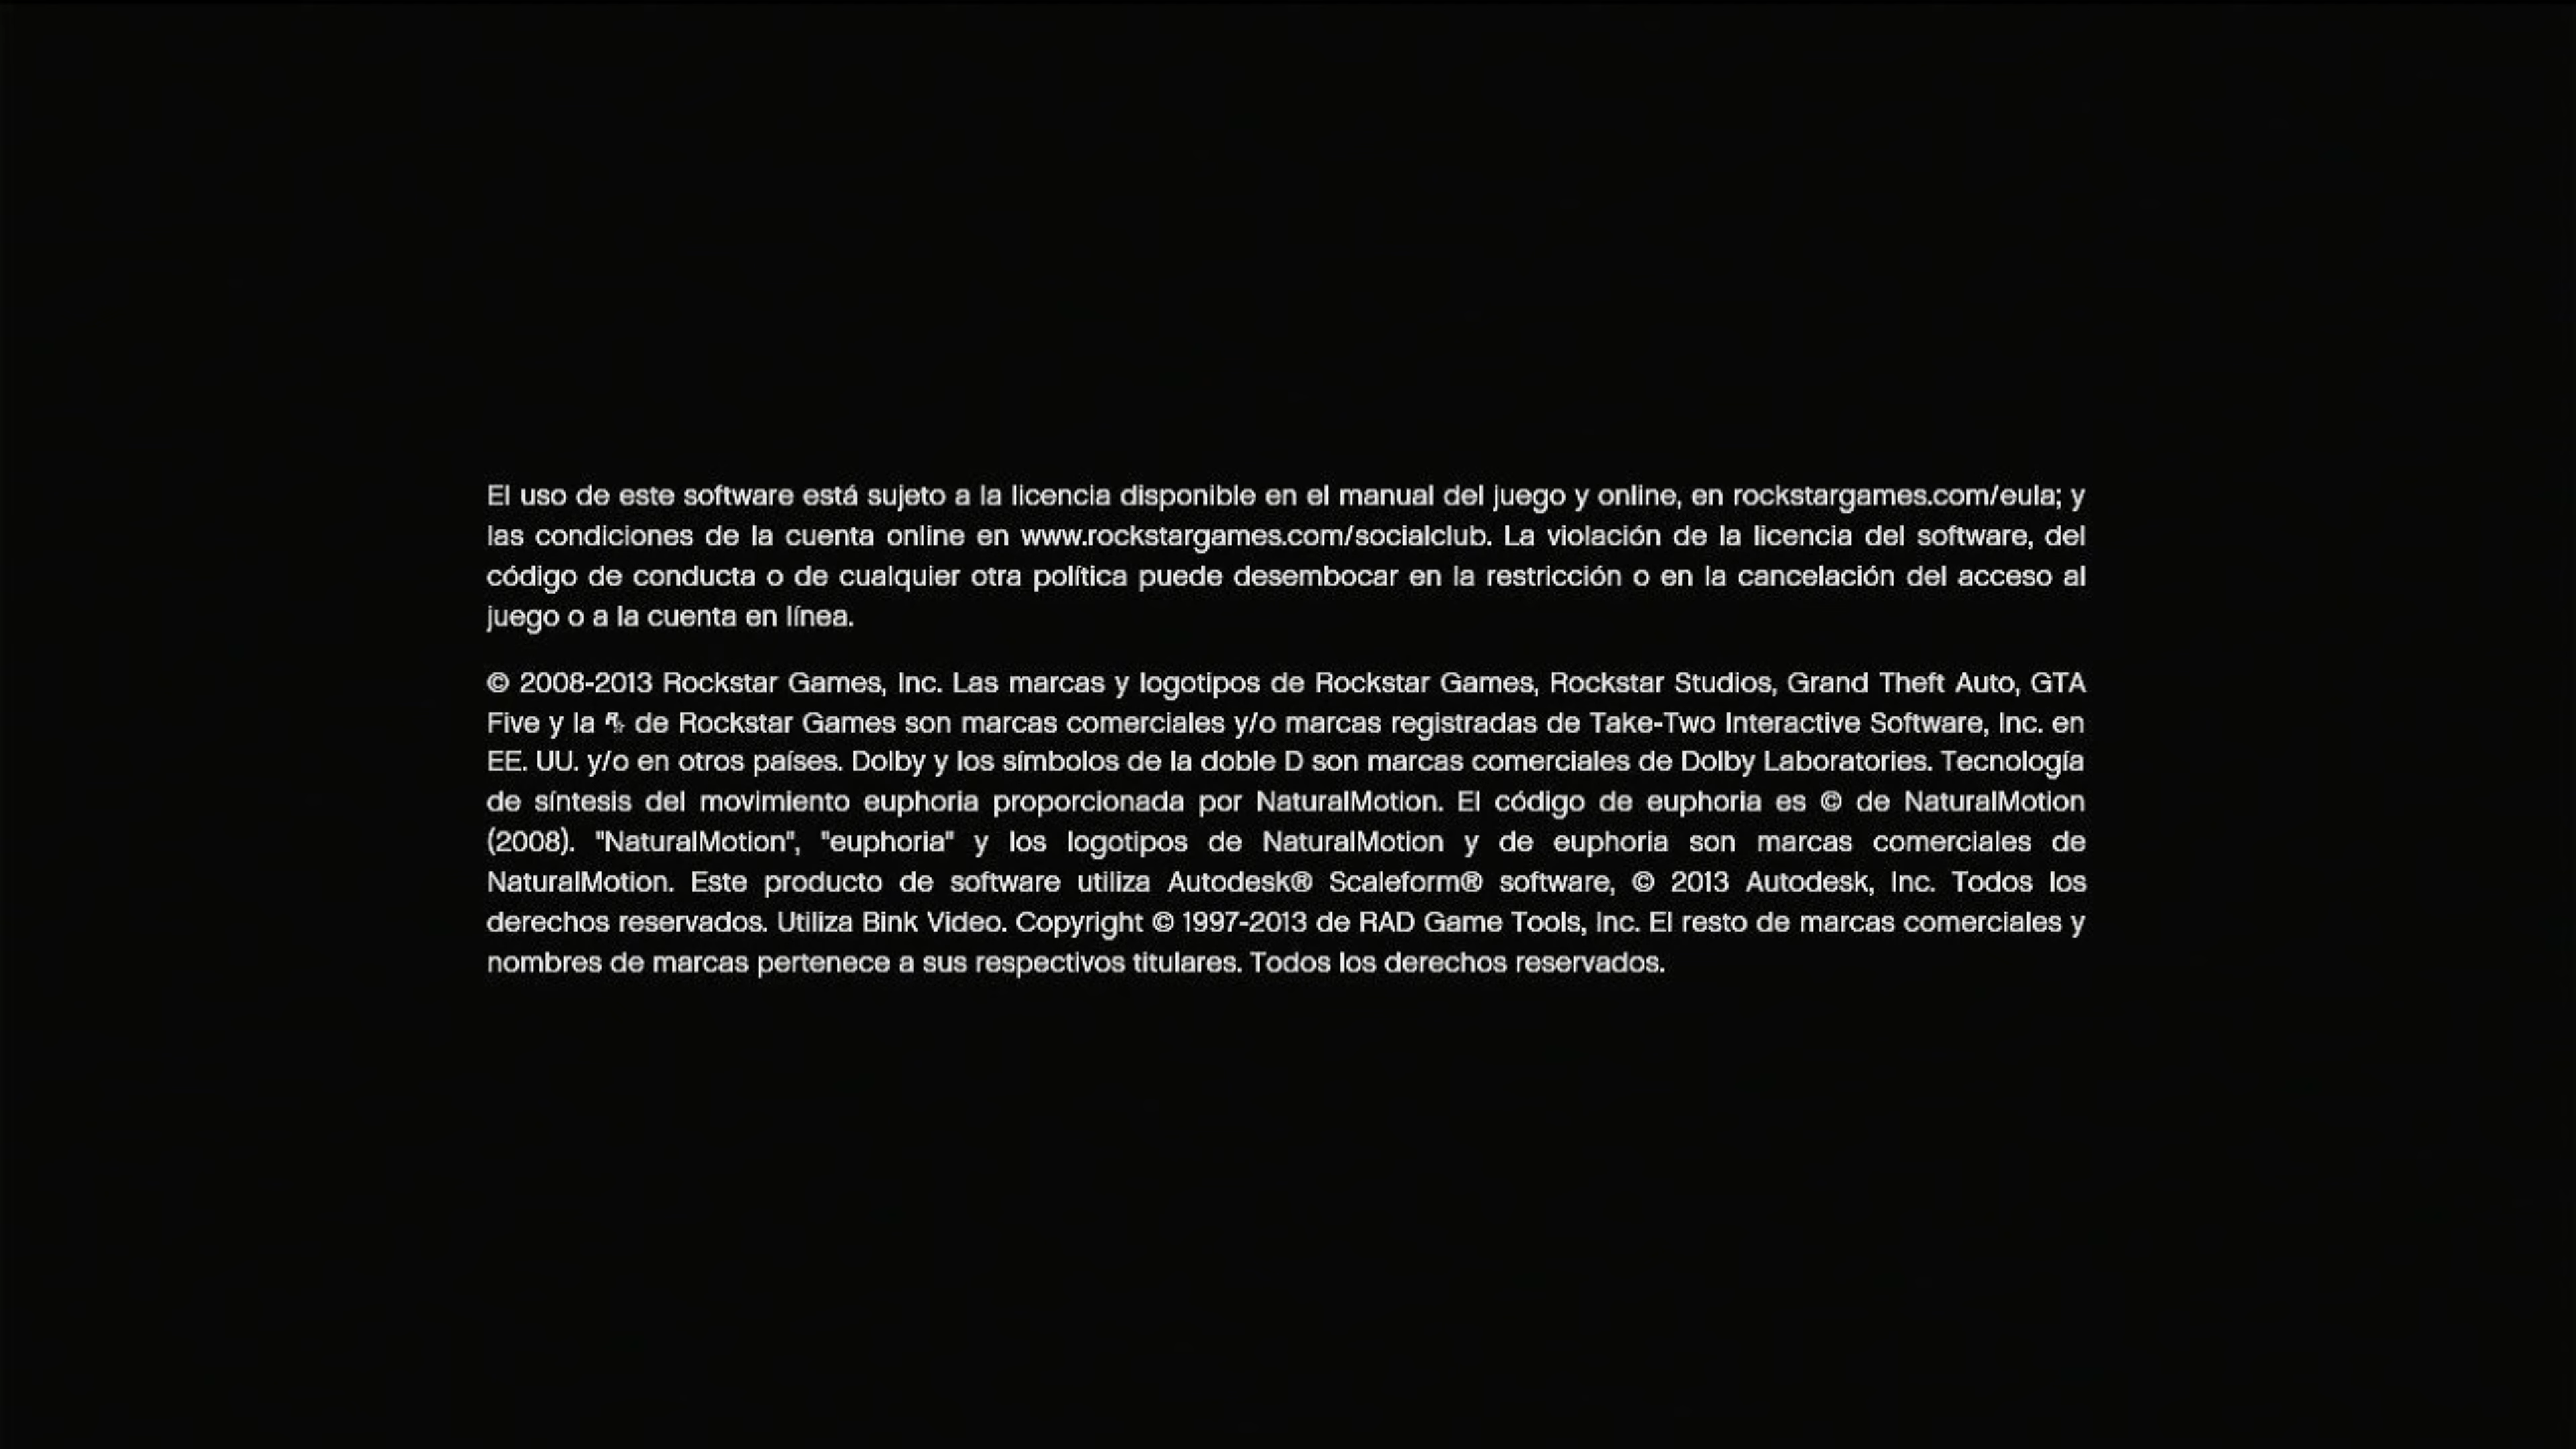 El uso de este software está sujeto a la licencia disponible en el manual del juego y online, en rockstargames.com/eula; y
las condiciones de la cuenta online en www.rockstargames.com/socialclub. La violación de la licencia del software, del
código de conducta o de cualquier otra política puede desembocar en la restricción o en la cancelación del acceso al
juego o a la cuenta en línea.
© 2008-2013 Rockstar Games, Inc. Las marcas y logotipos de Rockstar Games, Rockstar Studios, Grand Theft Auto, GTA
Five y la R* de Rockstar Games son marcas comerciales y/o marcas registradas de Take-Two Interactive Software, Inc. en
EE. UU. y/o en otros países. Dolby y los símbolos de la doble D son marcas comerciales de Dolby Laboratories. Tecnología
de síntesis del movimiento euphoria proporcionada por NaturalMotion. El código de euphoria es © de NaturalMotion
(2008). "NaturalMotion", "euphoria" y los logotipos de NaturalMotion y de euphoria son marcas comerciales de
NaturalMotion. Este producto de software utiliza Autodesk® Scaleform® software, © 2013 Autodesk, Inc. Todos los
derechos reservados. Utiliza Bink Video. Copyright © 1997-2013 de RAD Game Tools, Inc. El resto de marcas comerciales y
nombres de marcas pertenece a sus respectivos titulares. Todos los derechos reservados.